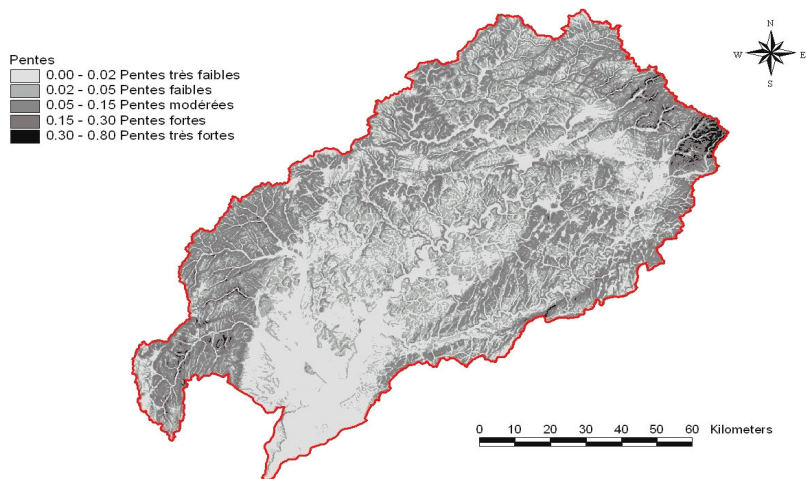 N
W E
S
Pentes
0.00 - 0.02 Pentes très faibles
0.02 - 0.05 Pentes faibles
0.05 - 0.15 Pentes modérées
0.15 - 0.30 Pentes fortes
0.30 - 0.80 Pentes très fortes
0 10 20 30 40 50 60 Kilometers